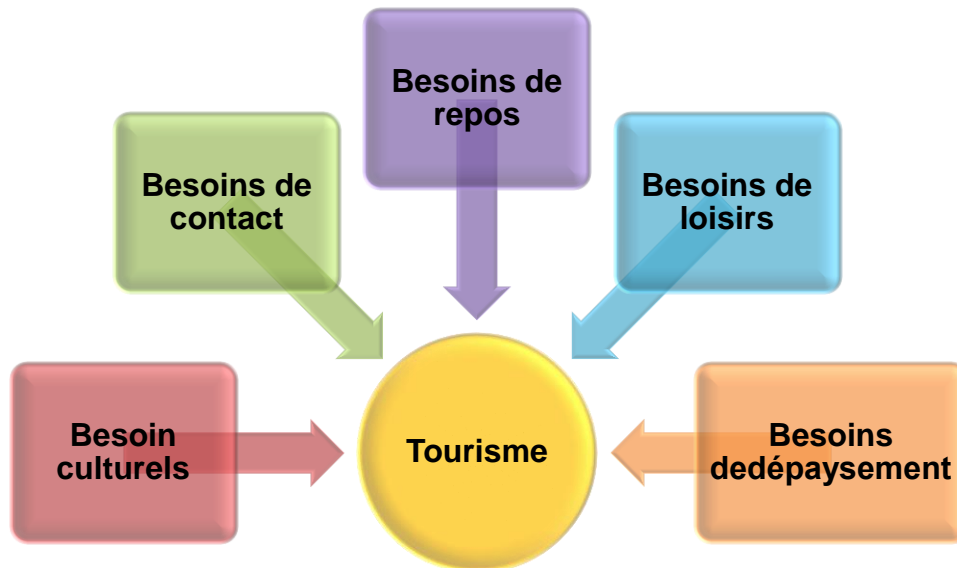 Besoins de
repos
Besoins de
contact
Besoins de
loisirs
Besoin
culturels
Tourisme
Besoins
dedépaysement